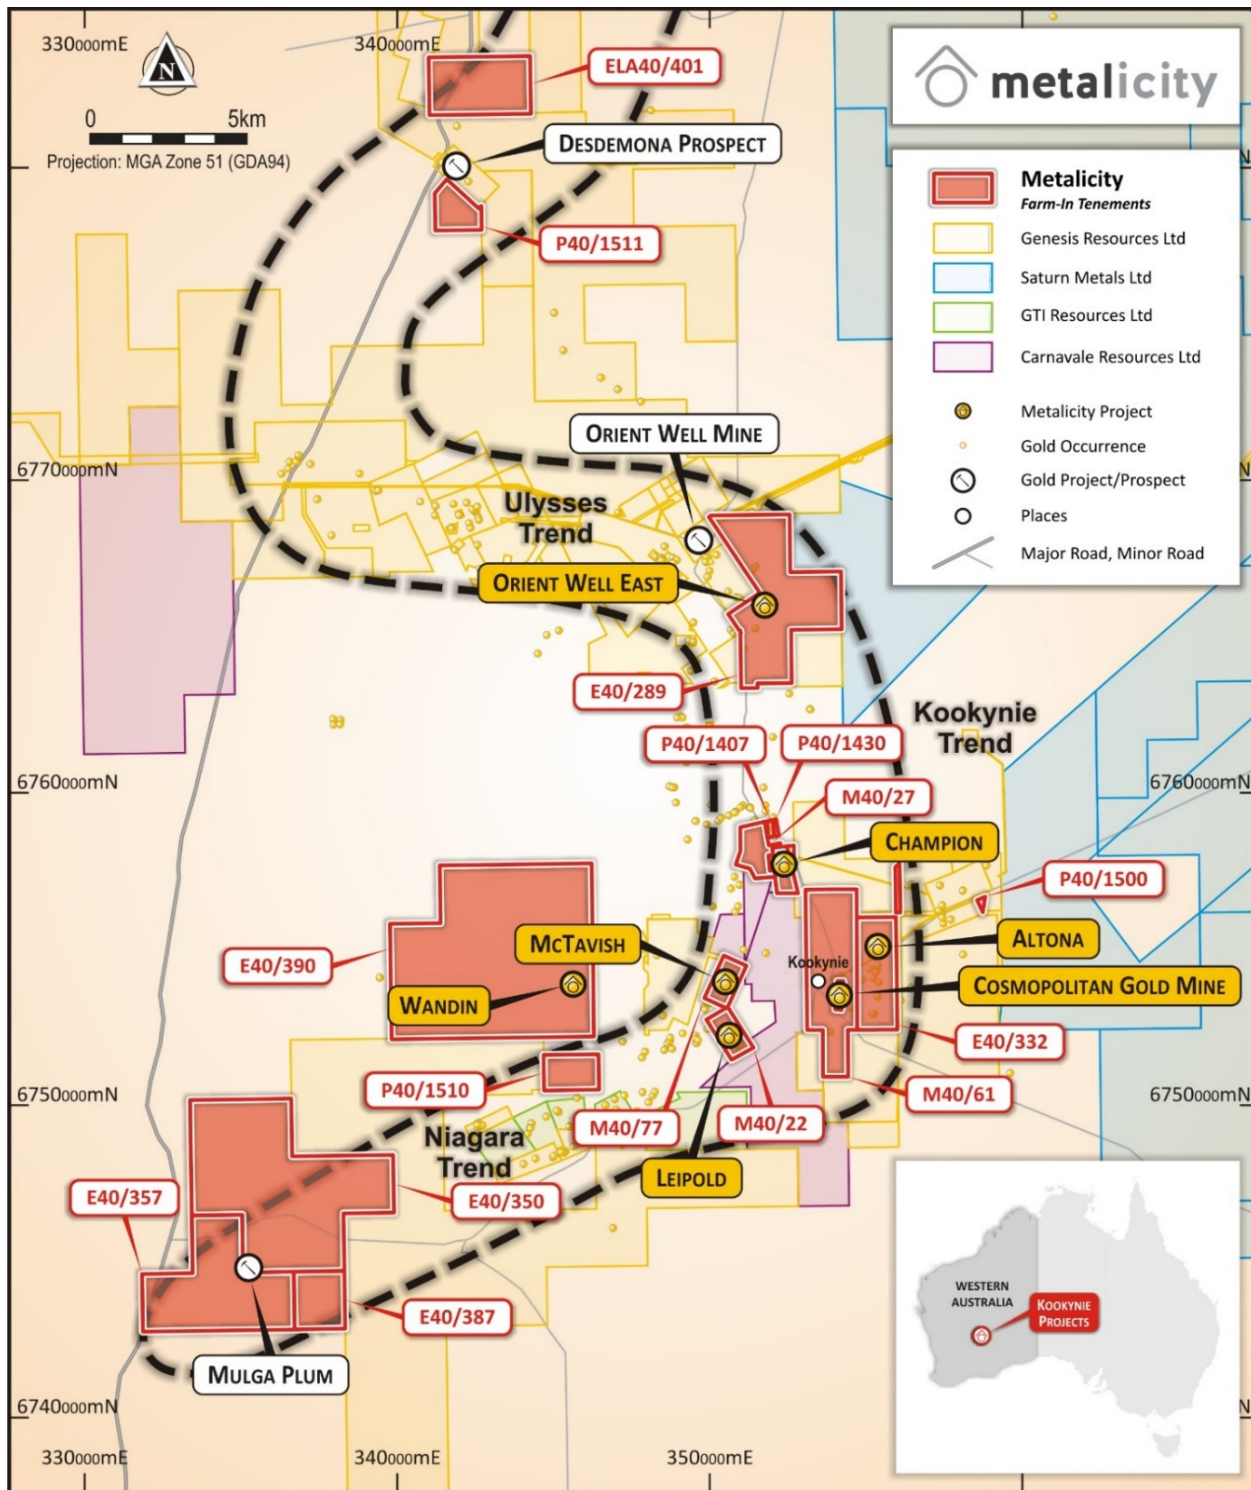 330000mE
340000mE
N
0 5km
Projection: MGA Zone 51 (GDA94)
ELA40/401
DESDEMONA PROSPECT
P40/1511
metalicity
Metalicity
Farm-In Tenements
Genesis Resources Ltd
Saturn Metals Ltd
GTI Resources Ltd
Carnavale Resources Ltd
Metalicity Project
Gold Occurrence
Gold Project/Prospect
Places
Major Road, Minor Road
N
ORIENT WELL MINE
6770000mN
N
Ulysses
Trend
ORIENT WELL EAST
E40/289
Kookynie
Trend
P40/1407
P40/1430
6760000mN
6760000mN
M40/27
CHAMPION
P40/1500
MCTAVISH
ALTONA
E40/390
Kookynie
WANDIN
COSMOPOLITAN GOLD MINE
E40/332
P40/1510
M40/61
6750000mN
6750000mN
M40/77
M40/22
Niagara
Trend
LEIPOLD
E40/357
E40/350
E40/387
MULGA PLUM
WESTERN
AUSTRALIA
KOOKYNIE
PROJECTS
6740000mN
N
330000mE
340000mE
350000mE